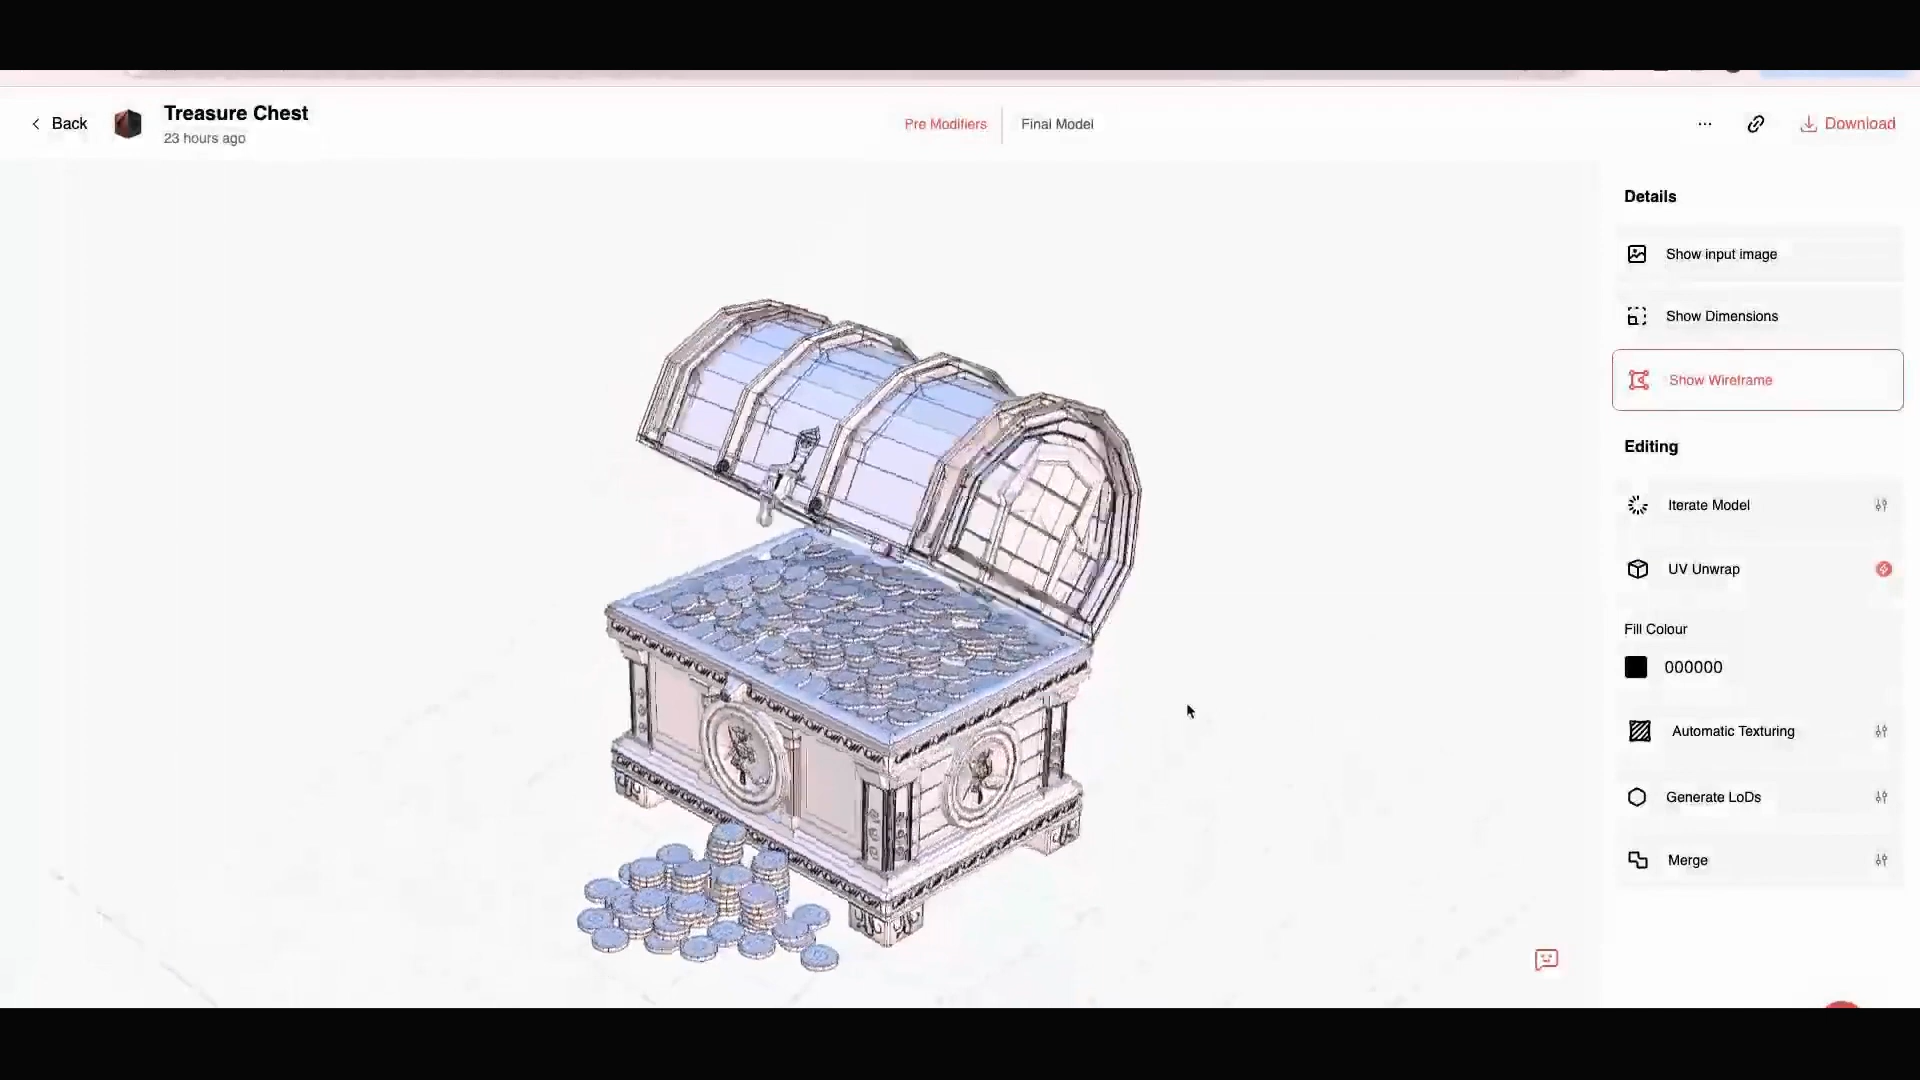 Back
Treasure Chest
23 hours ago
Pre Modifiers
Final Model
Download
Details
Show input image
Show Dimensions
Show Wireframe
Editing
Iterate Model
UV Unwrap
Fill Colour
000000
Automatic Texturing
Generate LoDs
Merge